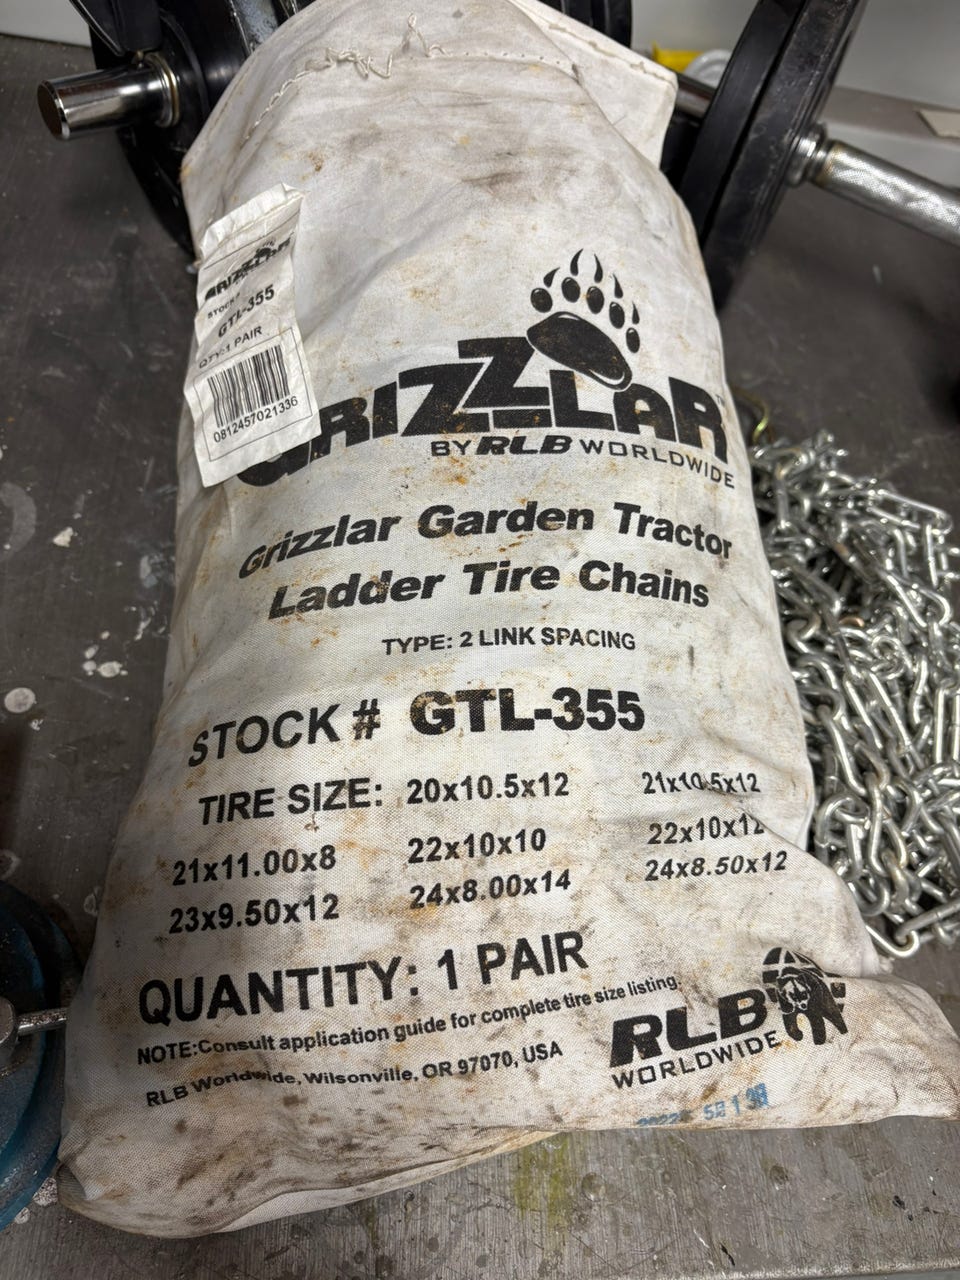 GRIZZLAR
STOCK#
GTL-355
QTY:1 PAIR
0812457021336
GRIZZLAR™
BY RLB WORLDWIDE
Grizzlar Garden Tractor
Ladder Tire Chains
TYPE: 2 LINK SPACING
STOCK # GTL-355
TIRE SIZE: 20x10.5x12 21x10.5x12
21x11.00x8 22x10x10 22x10x12
23x9.50x12 24x8.00x14 24x8.50x12
QUANTITY: 1 PAIR
NOTE:Consult application guide for complete tire size listing.
RLB Worldwide, Wilsonville, OR 97070, USA
RLB
WORLDWIDE